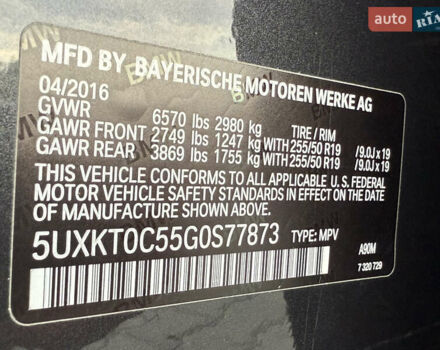 auto RIA
MFD BY BAYERISCHE MOTOREN WERKE AG
04/2016
GVWR 6570 lbs 2980 kg TIRE / RIM
GAWR FRONT 2749 lbs 1247 kg WITH 255/50 R19 /9.0J x 19
GAWR REAR 3869 lbs 1755 kg WITH 255/50 R19 /9.0J x 19
THIS VEHICLE CONFORMS TO ALL APPLICABLE U.S. FEDERAL
MOTOR VEHICLE SAFETY STANDARDS IN EFFECT ON THE DATE
OF MANUFACTURE SHOWN ABOVE.
5UXKT0C55G0S77873 TYPE: MPV
A90M
7 320 729